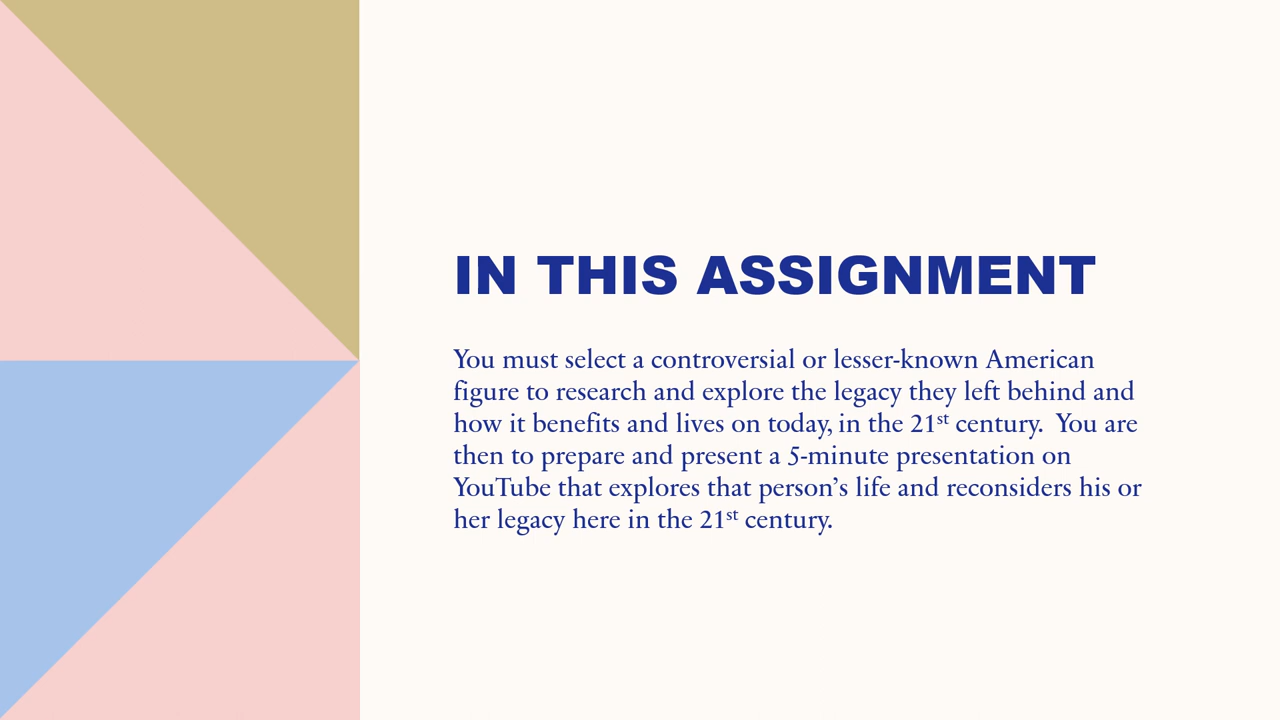 IN THIS ASSIGNMENT
You must select a controversial or lesser-known American
figure to research and explore the legacy they left behind and
how it benefits and lives on today, in the 21st century.  You are
then to prepare and present a 5-minute presentation on
YouTube that explores that person’s life and reconsiders his or
her legacy here in the 21st century.